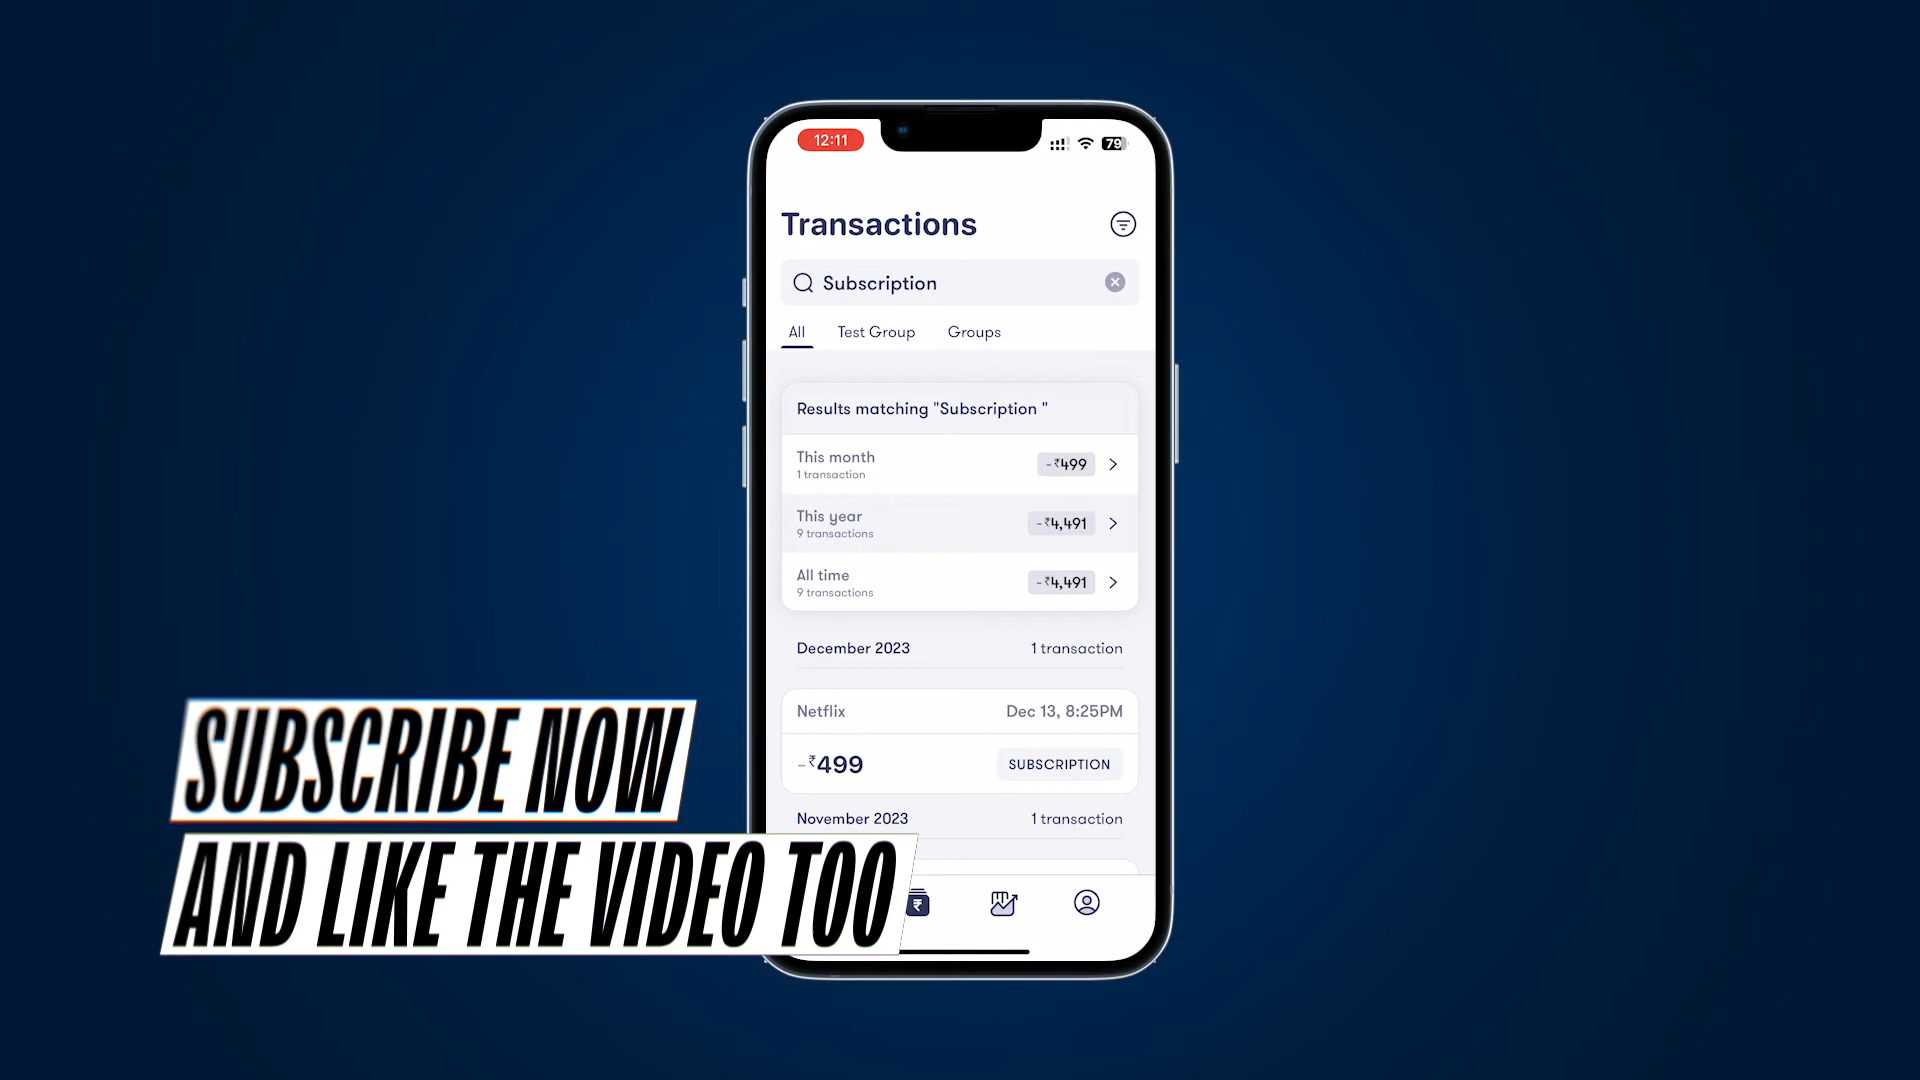 12:11
79
Transactions
Subscription
All Test Group Groups
Results matching "Subscription "
This month
1 transaction
-₹499
This year
9 transactions
-₹4,491
All time
9 transactions
-₹4,491
December 2023 1 transaction
Netflix Dec 13, 8:25PM
-₹499 SUBSCRIPTION
November 2023 1 transaction
SUBSCRIBE NOW
AND LIKE THE VIDEO TOO
₹